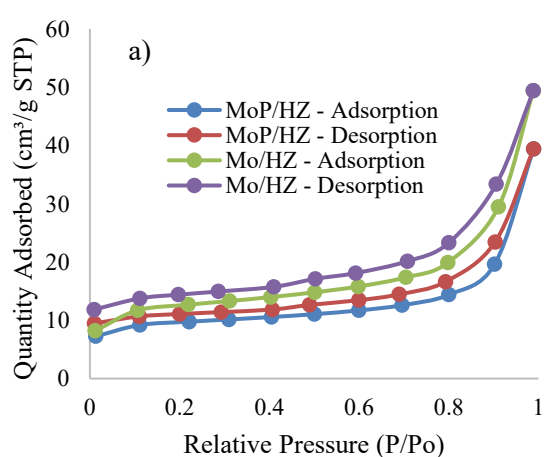 a)
Quantity Adsorbed (cm³/g STP)
60
50
40
30
20
10
0
MoP/HZ - Adsorption
MoP/HZ - Desorption
Mo/HZ - Adsorption
Mo/HZ - Desorption
0 0.2 0.4 0.6 0.8 1
Relative Pressure (P/Po)